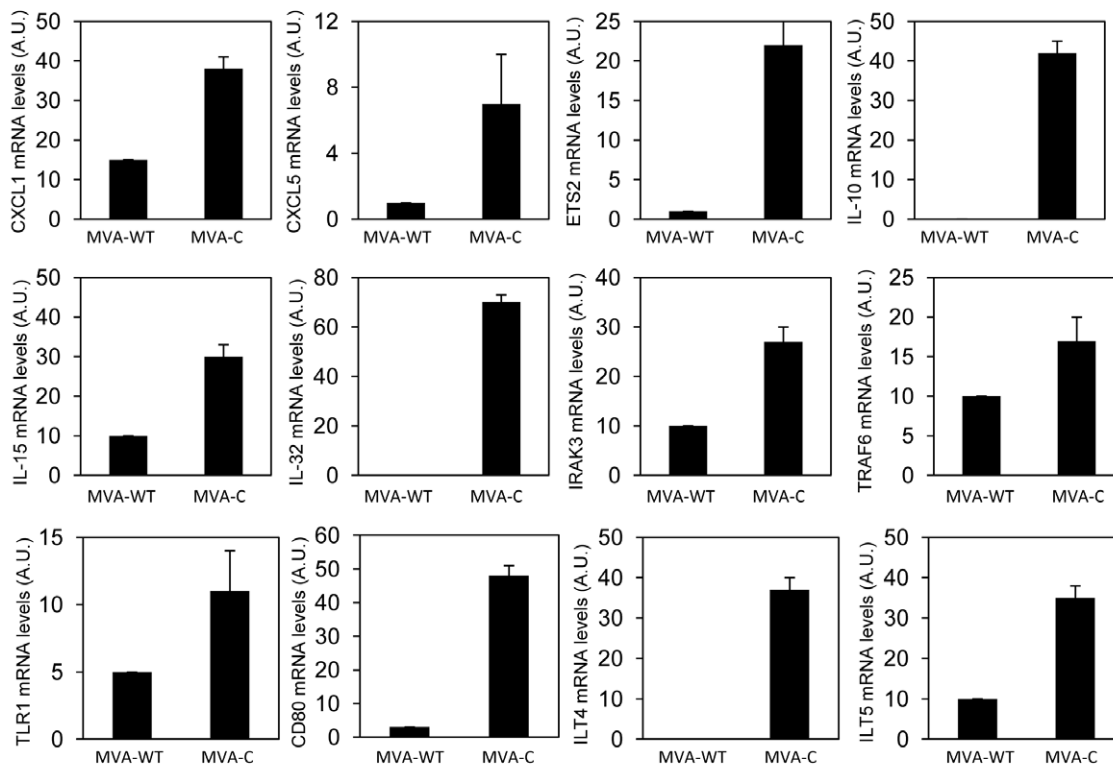 CXCL1 mRNA levels (A.U.)
50
40
30
20
10
0
MVA-WT MVA-C
CXCL5 mRNA levels (A.U.)
12
8
4
0
MVA-WT MVA-C
ETS2 mRNA levels (A.U.)
25
20
15
10
5
0
MVA-WT MVA-C
IL-10 mRNA levels (A.U.)
50
40
30
20
10
0
MVA-WT MVA-C
IL-15 mRNA levels (A.U.)
50
40
30
20
10
0
MVA-WT MVA-C
IL-32 mRNA levels (A.U.)
80
60
40
20
0
MVA-WT MVA-C
IRAK3 mRNA levels (A.U.)
40
30
20
10
0
MVA-WT MVA-C
TRAF6 mRNA levels (A.U.)
25
20
15
10
5
0
MVA-WT MVA-C
TLR1 mRNA levels (A.U.)
15
10
5
0
MVA-WT MVA-C
CD80 mRNA levels (A.U.)
60
50
40
30
20
10
0
MVA-WT MVA-C
ILT4 mRNA levels (A.U.)
50
40
30
20
10
0
MVA-WT MVA-C
ILT5 mRNA levels (A.U.)
50
40
30
20
10
0
MVA-WT MVA-C